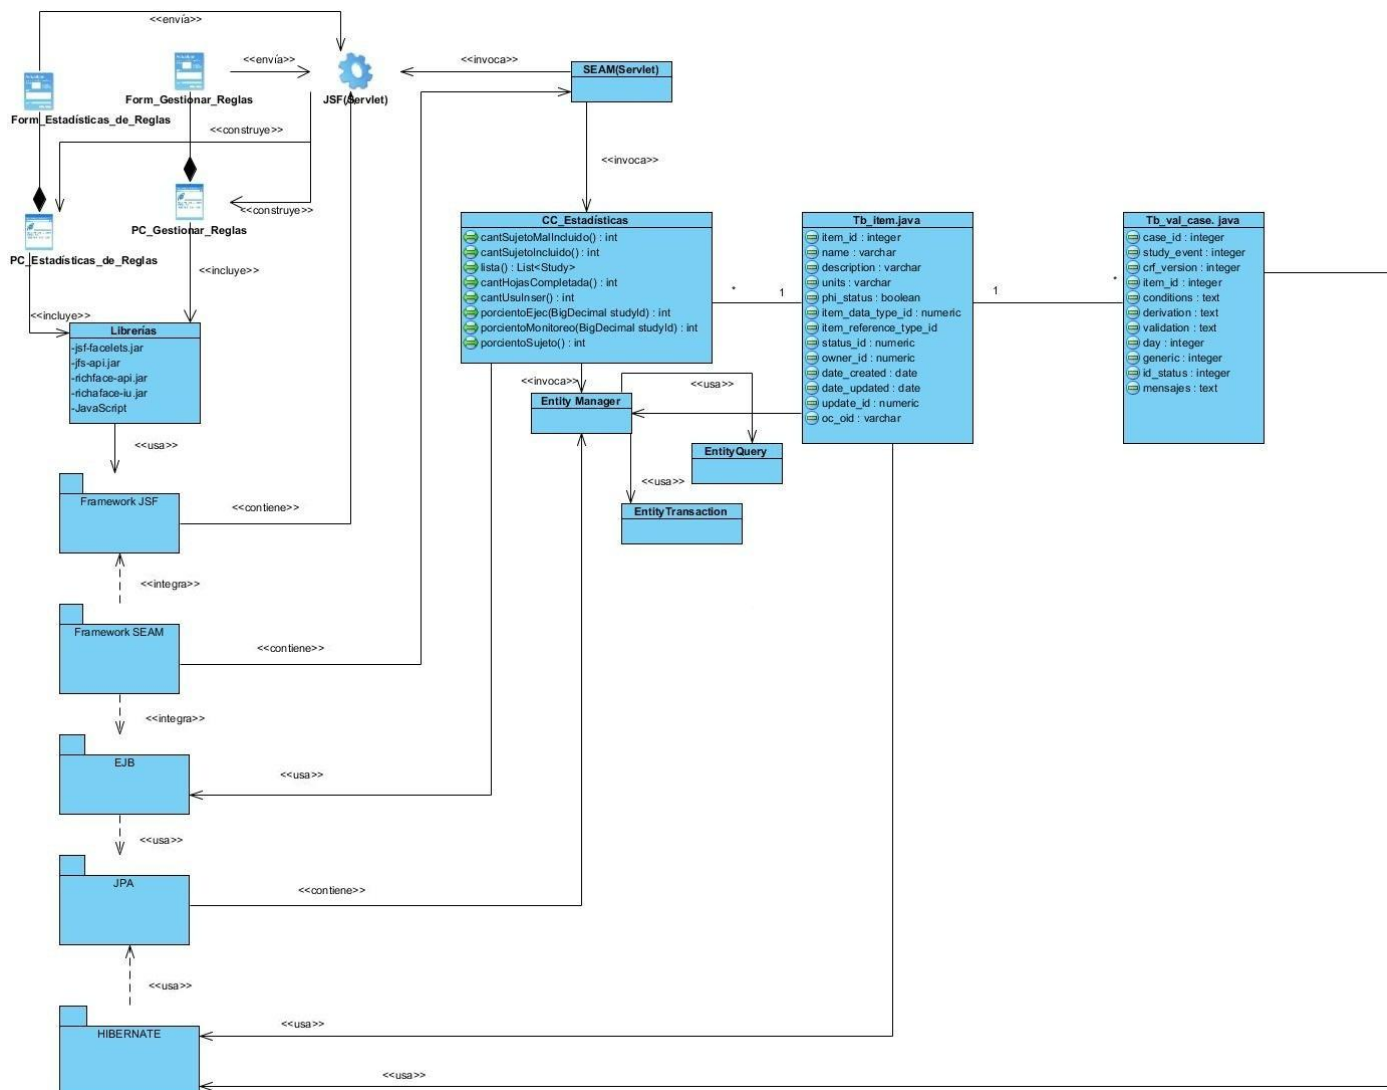 <<envía>>
<<envía>>
<<invoca>>
SEAM(Servlet)
Form_Gestionar_Reglas
JSF(Servlet)
Form_Estadísticas_de_Reglas
<<construye>>
<<invoca>>
<<construye>>
PC_Gestionar_Reglas
PC_Estadísticas_de_Reglas
<<incluye>>
<<incluye>>
CC_Estadísticas
cantSujetoMalIncluido() : int
cantSujetoIncluido() : int
lista() : List<Study>
cantHojasCompletada() : int
cantUsuInser() : int
porcientoEjec(BigDecimal studyId) : int
porcientoMonitoreo(BigDecimal studyId) : int
porcientoSujeto() : int
*
1
Tb_item.java
item_id : integer
name : varchar
description : varchar
units : varchar
phi_status : boolean
item_data_type_id : numeric
item_reference_type_id
status_id : numeric
owner_id : numeric
date_created : date
date_updated : date
update_id : numeric
oc_oid : varchar
1
*
Tb_val_case. java
case_id : integer
study_event : integer
crf_version : integer
item_id : integer
conditions : text
derivation : text
validation : text
day : integer
generic : integer
id_status : integer
mensajes : text
Librerías
-jsf-facelets.jar
-jfs-api.jar
-richface-api.jar
-richaface-iu.jar
-JavaScript
<<invoca>>
<<usa>>
Entity Manager
EntityQuery
<<usa>>
EntityTransaction
<<usa>>
Framework JSF
<<contiene>>
<<integra>>
Framework SEAM
<<contiene>>
<<integra>>
EJB
<<usa>>
<<usa>>
JPA
<<contiene>>
<<usa>>
HIBERNATE
<<usa>>
<<usa>>